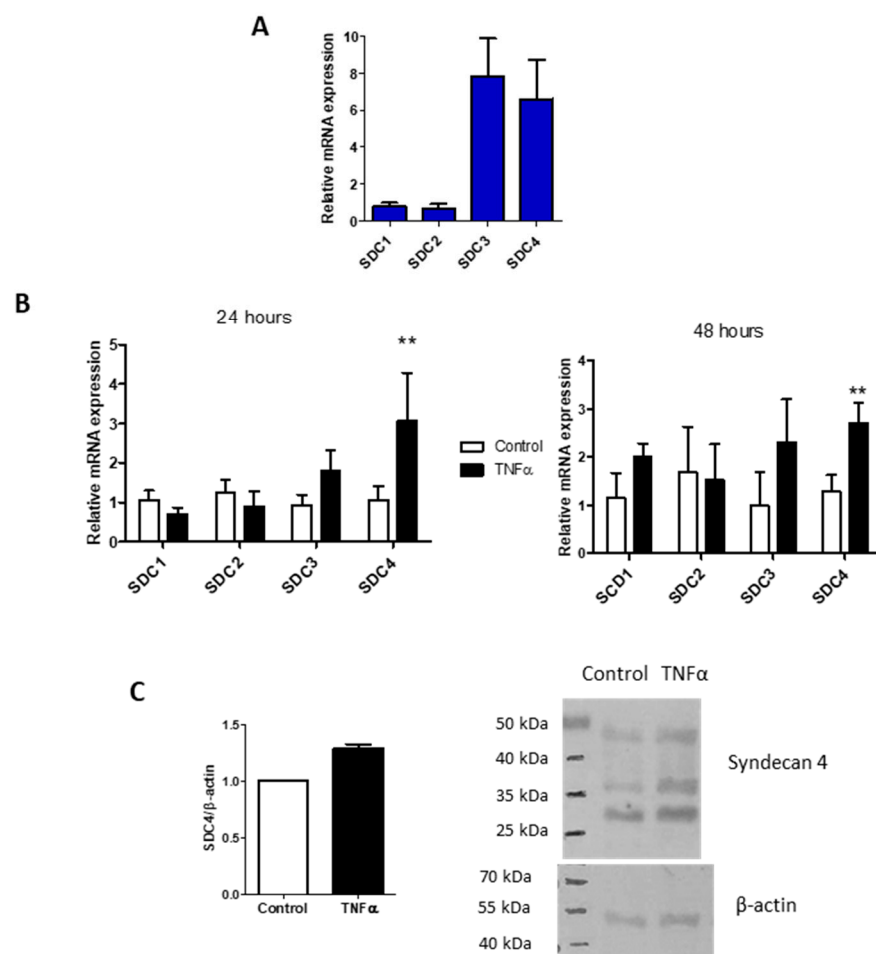 A
Relative mRNA expression
10
8
6
4
2
0
SDC1
SDC2
SDC3
SDC4
B
24 hours
Relative mRNA expression
5
4
3
2
1
0
**
SDC1
SDC2
SDC3
SDC4
Control
TNFα
48 hours
Relative mRNA expression
4
3
2
1
0
**
SCD1
SDC2
SDC3
SDC4
C
SDC4/β-actin
1.5
1.0
0.5
0.0
Control
TNFα
Control TNFα
50 kDa
40 kDa
35 kDa
25 kDa
Syndecan 4
70 kDa
55 kDa
40 kDa
β-actin